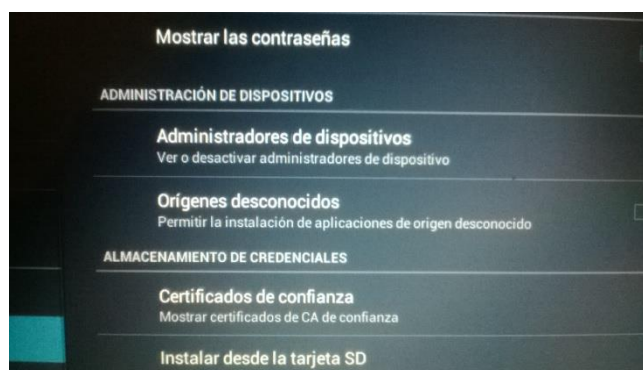 Mostrar las contraseñas
ADMINISTRACIÓN DE DISPOSITIVOS
Administradores de dispositivos
Ver o desactivar administradores de dispositivo
Orígenes desconocidos
Permitir la instalación de aplicaciones de origen desconocido
ALMACENAMIENTO DE CREDENCIALES
Certificados de confianza
Mostrar certificados de CA de confianza
Instalar desde la tarjeta SD